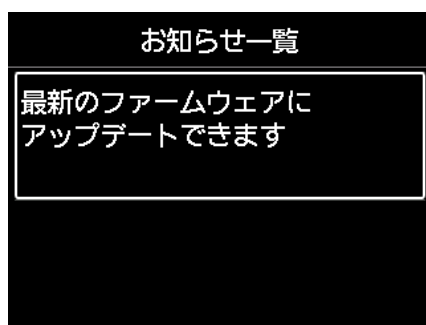 お知らせ一覧
最新のファームウェアに
アップデートできます